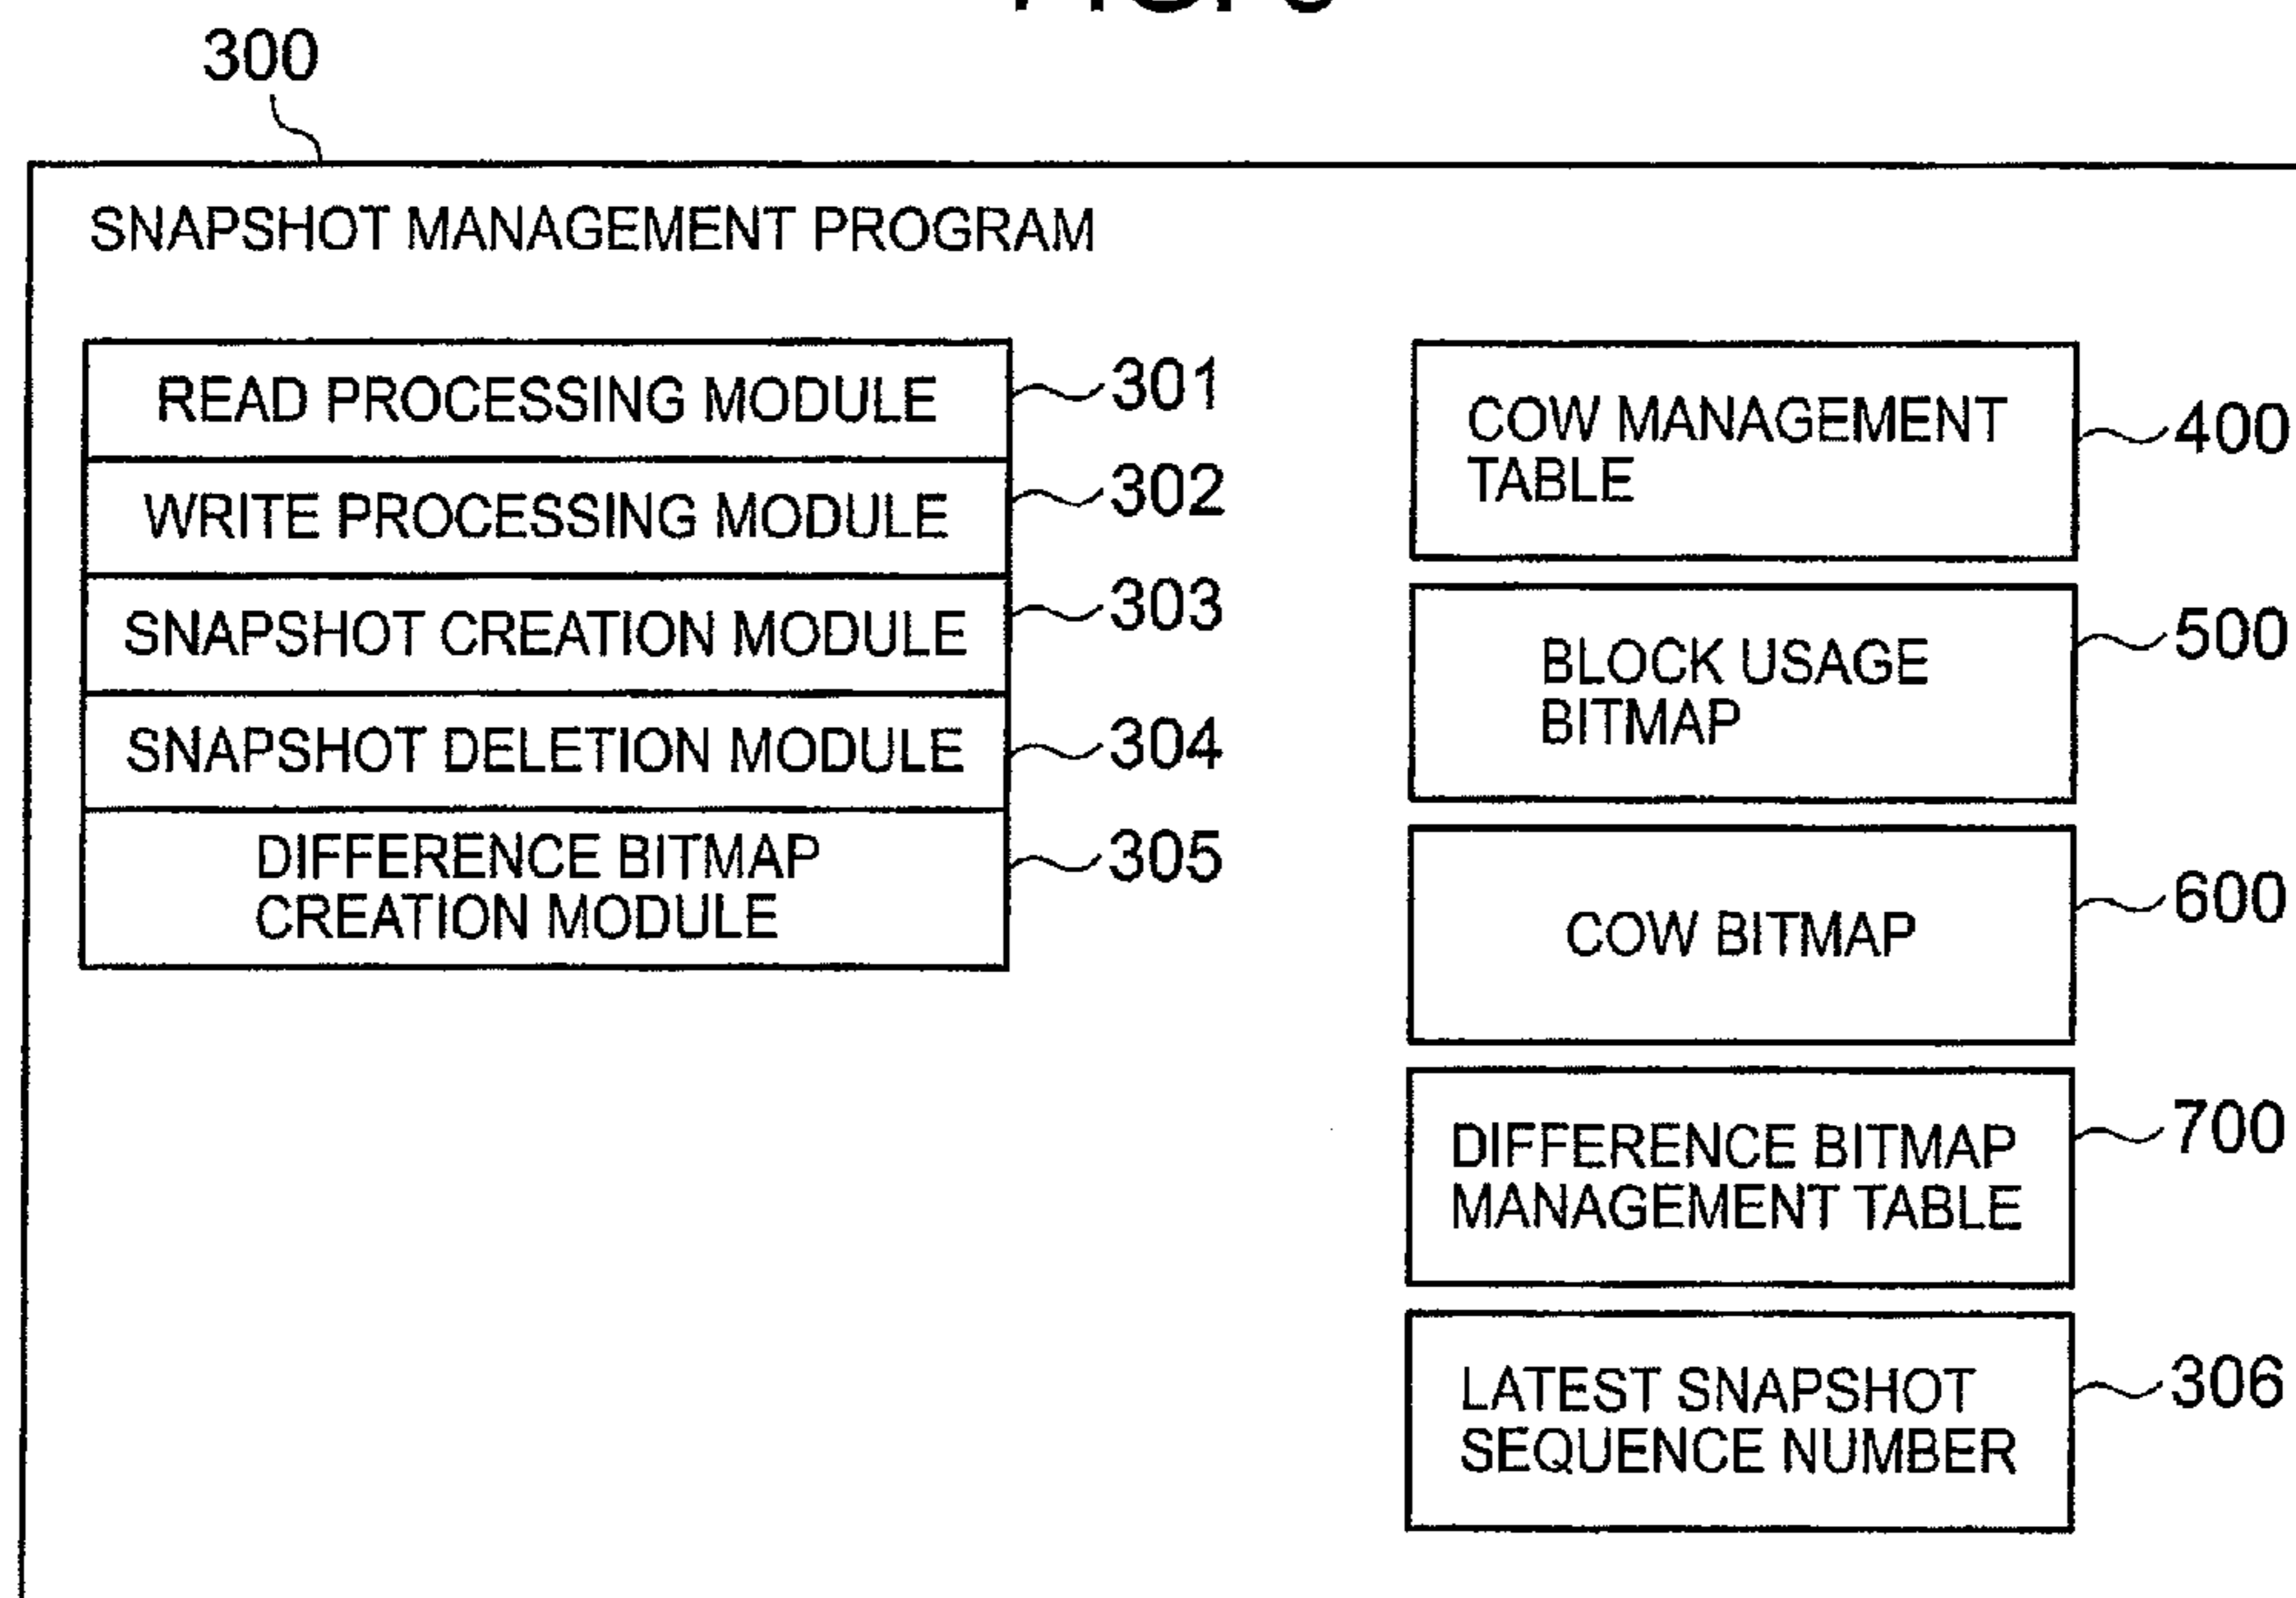 300
SNAPSHOT MANAGEMENT PROGRAM
READ PROCESSING MODULE
301
WRITE PROCESSING MODULE
302
SNAPSHOT CREATION MODULE
303
SNAPSHOT DELETION MODULE
304
DIFFERENCE BITMAP
CREATION MODULE
305
COW MANAGEMENT
TABLE
400
BLOCK USAGE
BITMAP
500
COW BITMAP
600
DIFFERENCE BITMAP
MANAGEMENT TABLE
700
LATEST SNAPSHOT
SEQUENCE NUMBER
306